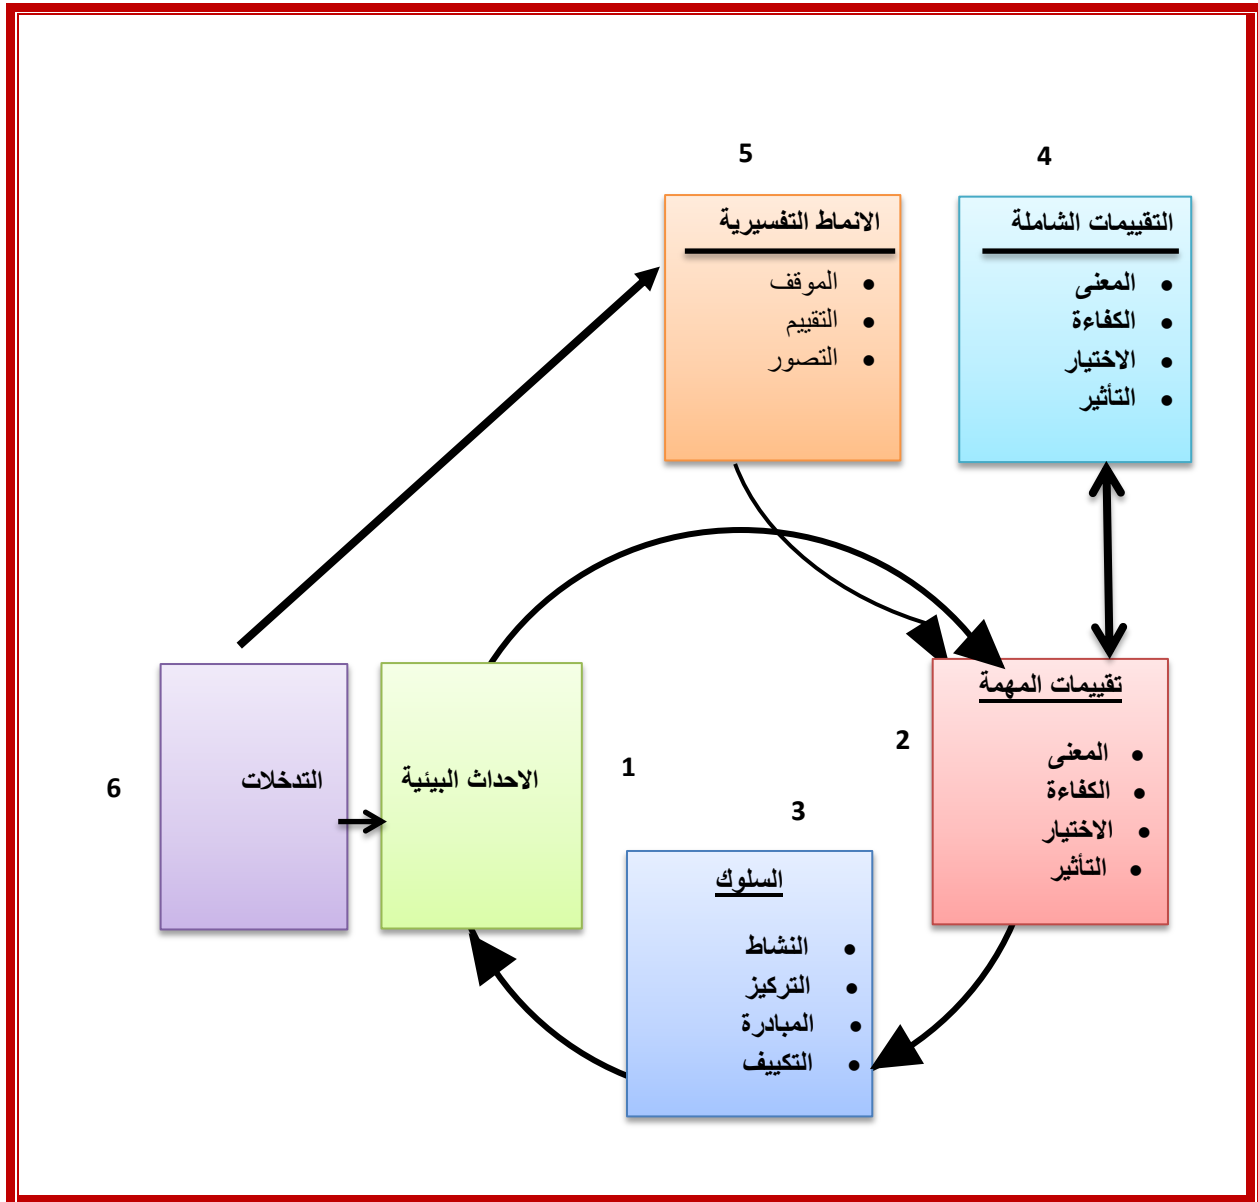 5
4
الانماط التفسيرية
• الموقف
• التقييم
• التصور
التقييمات الشاملة
• المعنى
• الكفاءة
• الاختيار
• التأثير
6
التدخلات
الاحداث البيئية
1
2
تقييمات المهمة
• المعنى
• الكفاءة
• الاختيار
• التأثير
3
السلوك
• النشاط
• التركيز
• المبادرة
• التكييف